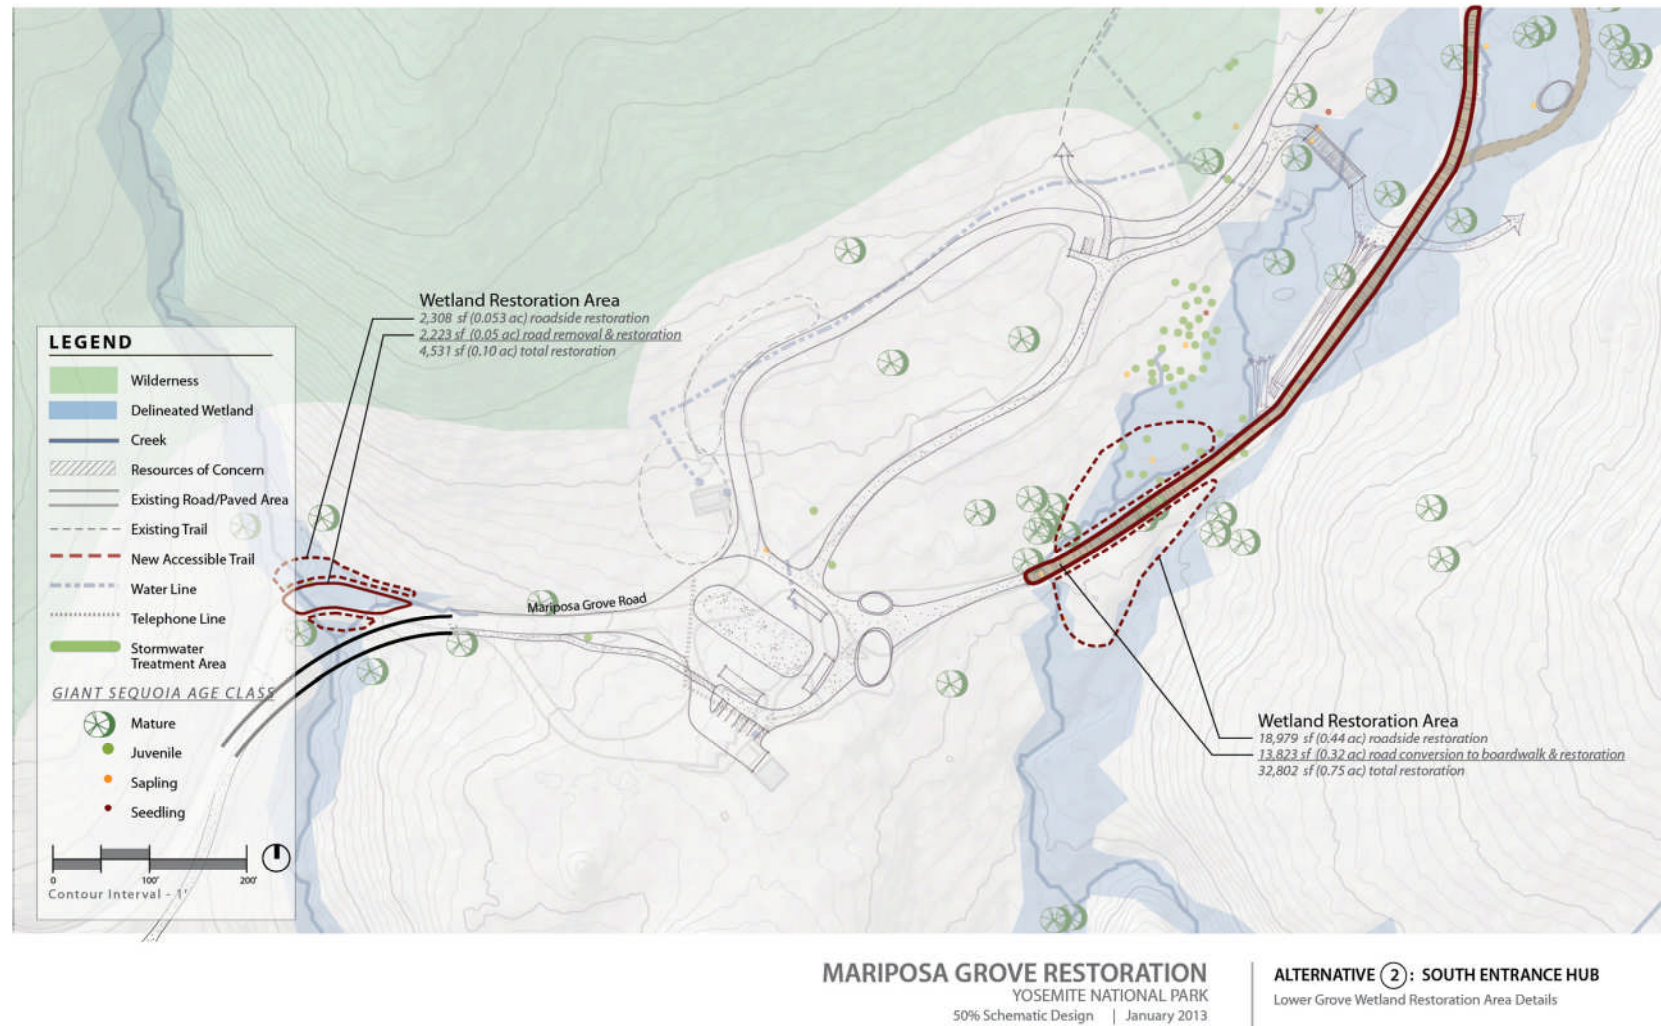 Wetland Restoration Area
2,308 sf (0.053 ac) roadside restoration
2,223 sf (0.05 ac) road removal & restoration
4,531 sf (0.10 ac) total restoration
LEGEND
Wilderness
Delineated Wetland
Creek
Resources of Concern
Existing Road/Paved Area
Existing Trail
New Accessible Trail
Water Line
Telephone Line
Stormwater
Treatment Area
GIANT SEQUOIA AGE CLASS
Mature
Juvenile
Sapling
Seedling
0 100' 200'
Contour Interval - 1'
Mariposa Grove Road
Wetland Restoration Area
18,979 sf (0.44 ac) roadside restoration
13,823 sf (0.32 ac) road conversion to boardwalk & restoration
32,802 sf (0.75 ac) total restoration
MARIPOSA GROVE RESTORATION
YOSEMITE NATIONAL PARK
50% Schematic Design | January 2013
ALTERNATIVE 2 : SOUTH ENTRANCE HUB
Lower Grove Wetland Restoration Area Details